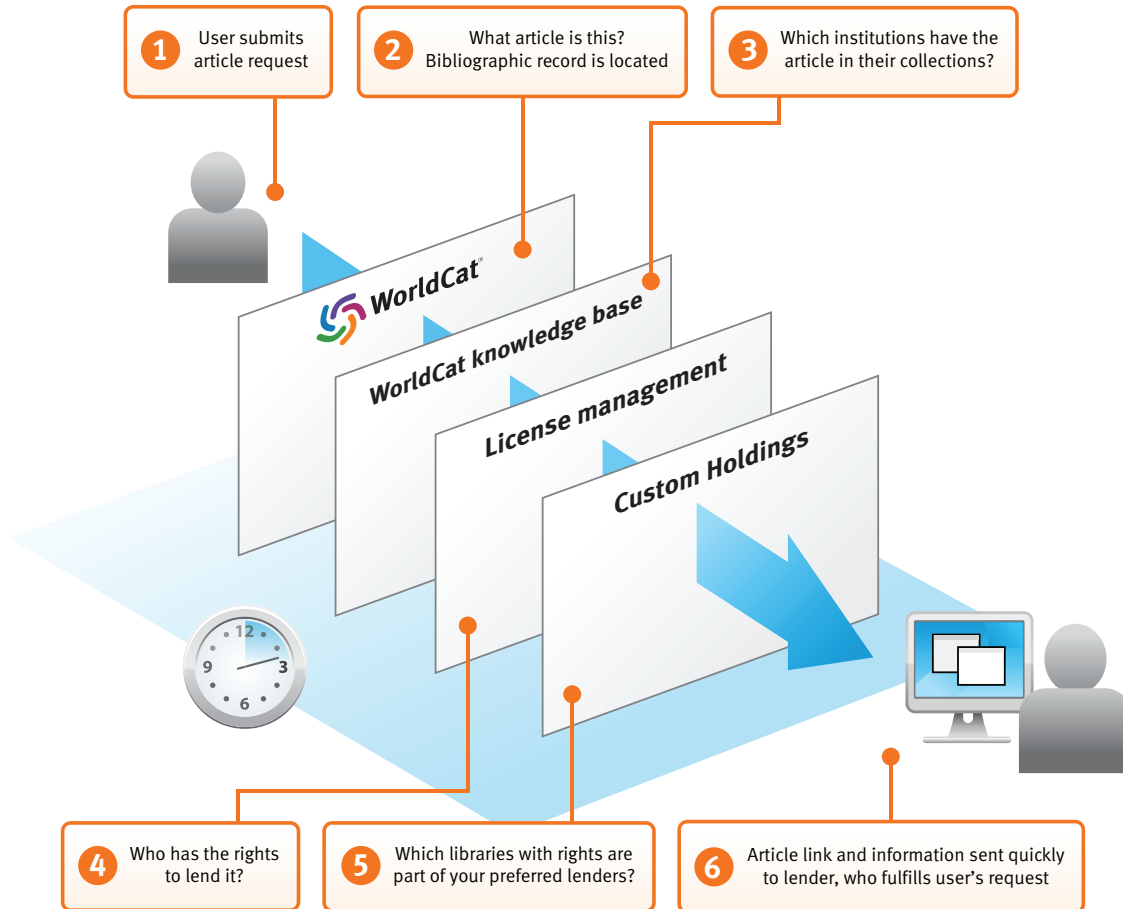 1
User submits
article request
2
What article is this?
Bibliographic record is located
3
Which institutions have the
article in their collections?
WorldCat®
WorldCat knowledge base
License management
Custom Holdings
12
9
3
6
4
Who has the rights
to lend it?
5
Which libraries with rights are
part of your preferred lenders?
6
Article link and information sent quickly
to lender, who fulfills user's request